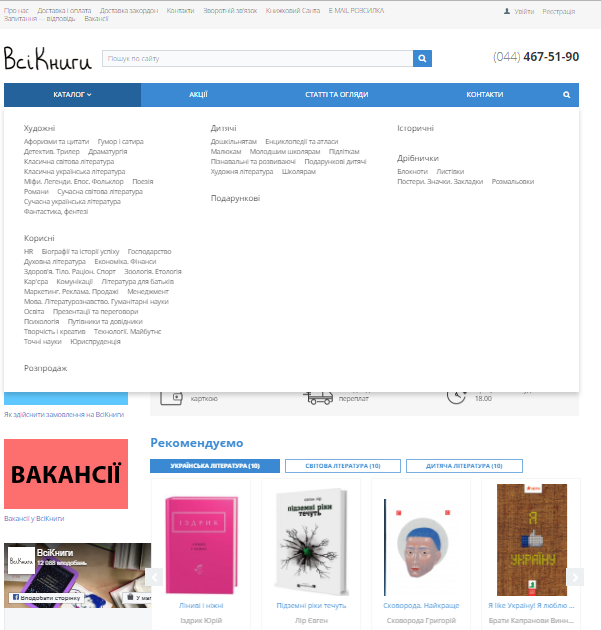 Про нас Доставка і оплата Доставка закордон Контакти Зворотній зв'язок Книжковий Санта E-MAIL РОЗСИЛКА
Запитання — відповідь Вакансії
Увійти Реєстрація
ВсіКниги
Пошук по сайту
(044) 467-51-90
КАТАЛОГ АКЦІЇ СТАТТІ ТА ОГЛЯДИ КОНТАКТИ
Художні
Афоризми та цитати Гумор і сатира
Детектив. Трилер Драматургія
Класична світова література
Класична українська література
Міфи. Легенди. Епос. Фольклор Поезія
Романи Сучасна світова література
Сучасна українська література
Фантастика, фентезі
Корисні
HR Біографії та історії успіху Господарство
Духовна література Економіка. Фінанси
Здоров'я. Тіло. Раціон. Спорт Зоологія. Етологія
Кар'єра Комунікації Література для батьків
Маркетинг. Реклама. Продажі Менеджмент
Мова. Літературознавство. Гуманітарні науки
Освіта Презентації та переговори
Психологія Путівники та довідники
Творчість і креатив Технології. Майбутнє
Точні науки Юриспруденція
Розпродаж
Дитячі
Дошкільнятам Енциклопедії та атласи
Малюкам Молодшим школярам Підліткам
Пізнавальні та розвиваючі Подарункові дитячі
Художня література Школярам
Подарункові
Історичні
Дрібнички
Блокноти Листівки
Постери. Значки. Закладки Розмальовки
карткою
переплат
18.00
Як здійснити замовлення на ВсіКниги
ВАКАНСІЇ
Вакансії у ВсіКниги
ВсіКниги
ВсіКниги
12 088 вподобань
Вподобати сторінку
У маг
Рекомендуємо
УКРАЇНСЬКА ЛІТЕРАТУРА (10) СВІТОВА ЛІТЕРАТУРА (10) ДИТЯЧА ЛІТЕРАТУРА (10)
ІЗДРИК
підземні ріки
течуть
Я
УКРАЇНУ
Ліниві і ніжні
Іздрик Юрій
Підземні ріки течуть
Лір Євген
Сковорода. Найкраще
Сковорода Григорій
Я like Україну! Я люблю ...
Брати Капранови Винн...